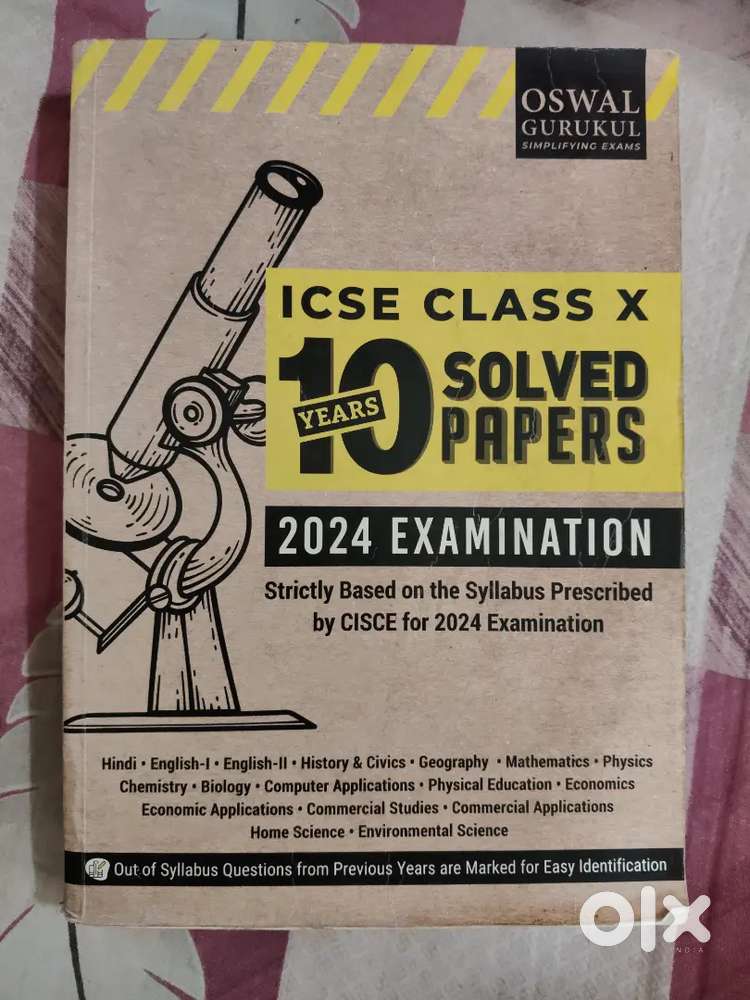 OSWAL
GURUKUL
SIMPLIFYING EXAMS
ICSE CLASS X
10 YEARS SOLVED
PAPERS
2024 EXAMINATION
Strictly Based on the Syllabus Prescribed
by CISCE for 2024 Examination
Hindi • English-I • English-II • History & Civics • Geography • Mathematics • Physics
Chemistry • Biology • Computer Applications • Physical Education • Economics
Economic Applications • Commercial Studies • Commercial Applications
Home Science • Environmental Science
Out of Syllabus Questions from Previous Years are Marked for Easy Identification
olx
INDIA